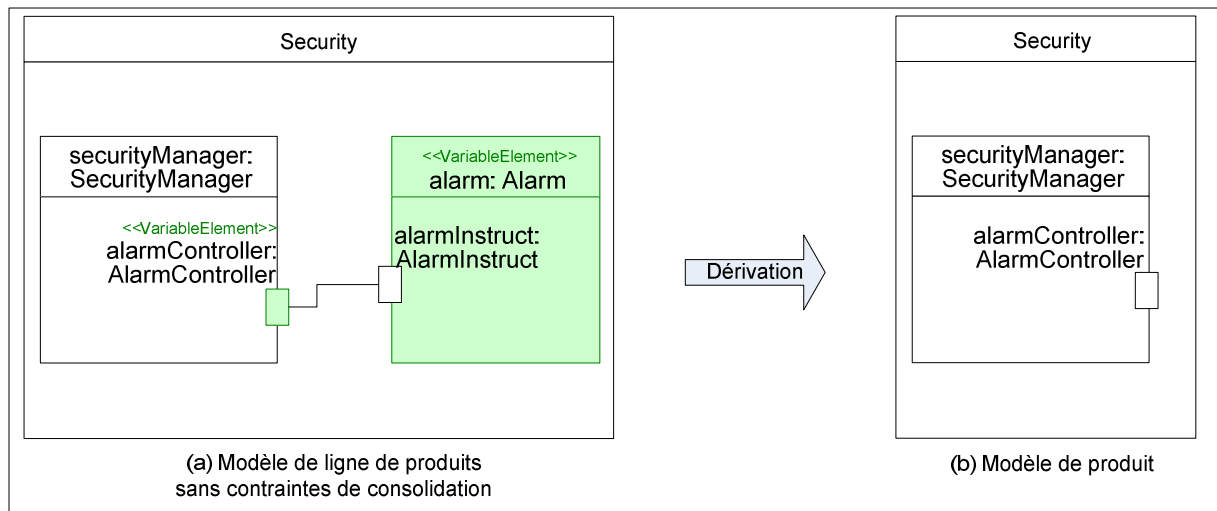 Security
securityManager:
SecurityManager
<<VariableElement>>
alarmController:
AlarmController
<<VariableElement>>
alarm: Alarm
alarmInstruct:
AlarmInstruct
(a) Modèle de ligne de produits
sans contraintes de consolidation
Dérivation
Security
securityManager:
SecurityManager
alarmController:
AlarmController
(b) Modèle de produit